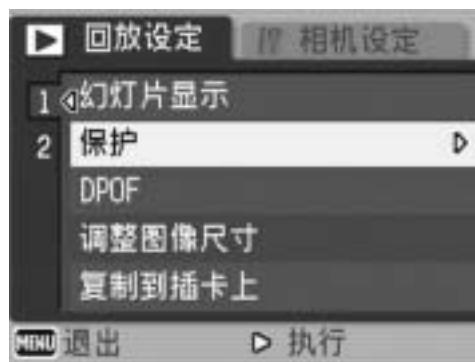 回放设定 相机设定
1 幻灯片显示
2 保护
DPOF
调整图像尺寸
复制到插卡上
MENU 退出 执行